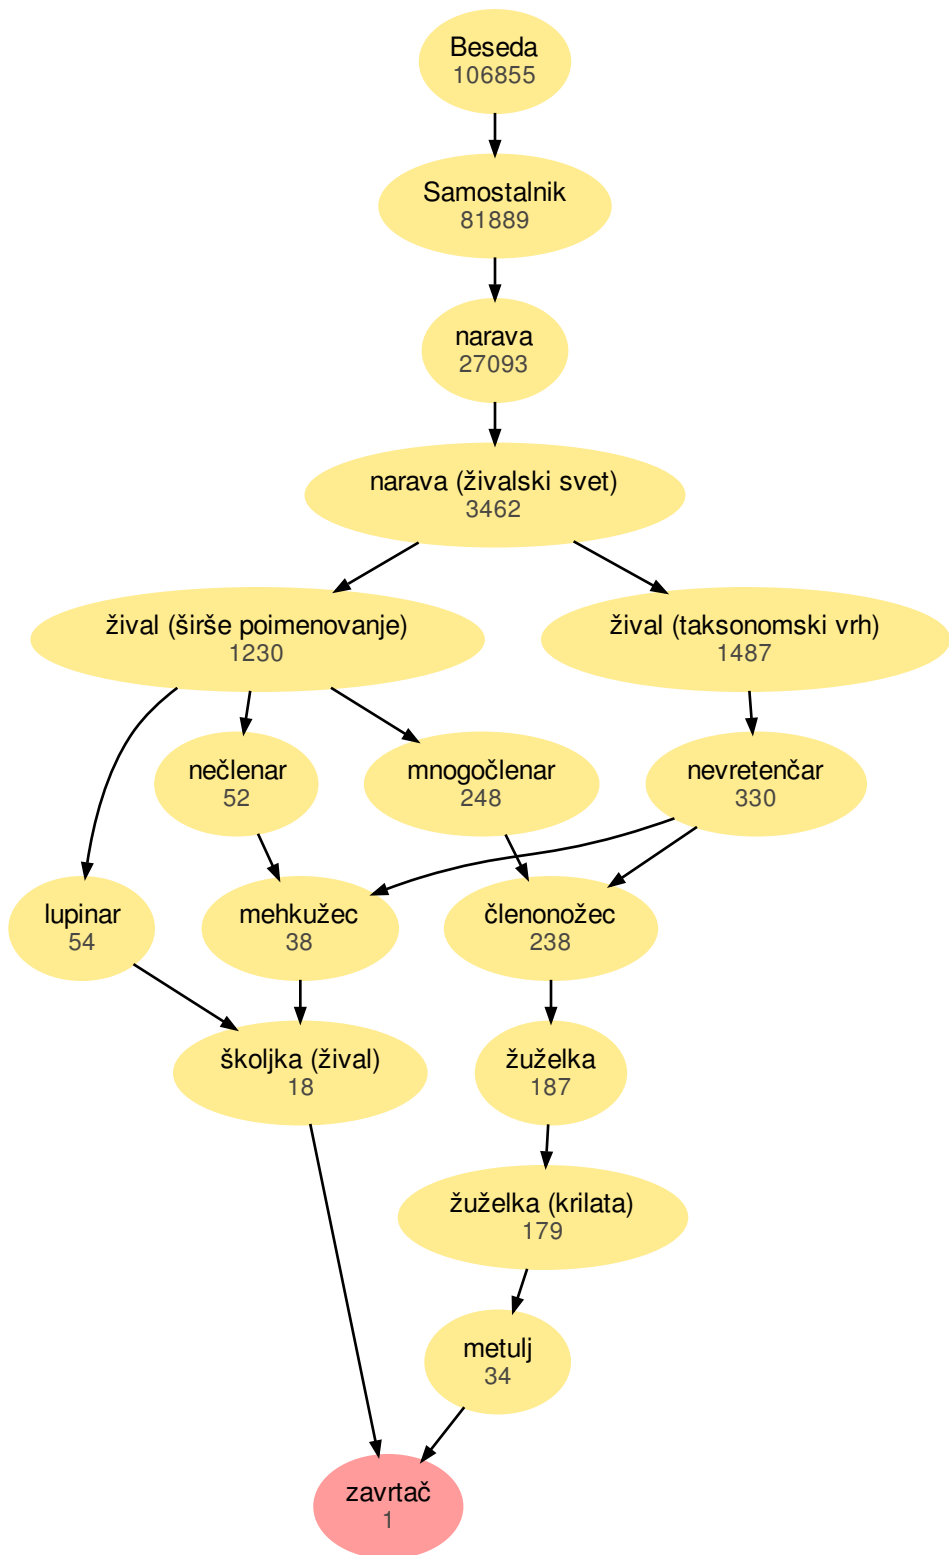 Beseda
106855
Samostalnik
81889
narava
27093
narava (živalski svet)
3462
žival (širše poimenovanje)
1230
žival (taksonomski vrh)
1487
nečlenar
52
mnogočlenar
248
nevretenčar
330
lupinar
54
mehkužec
38
členonožec
238
školjka (žival)
18
žuželka
187
žuželka (krilata)
179
metulj
34
zavrtač
1